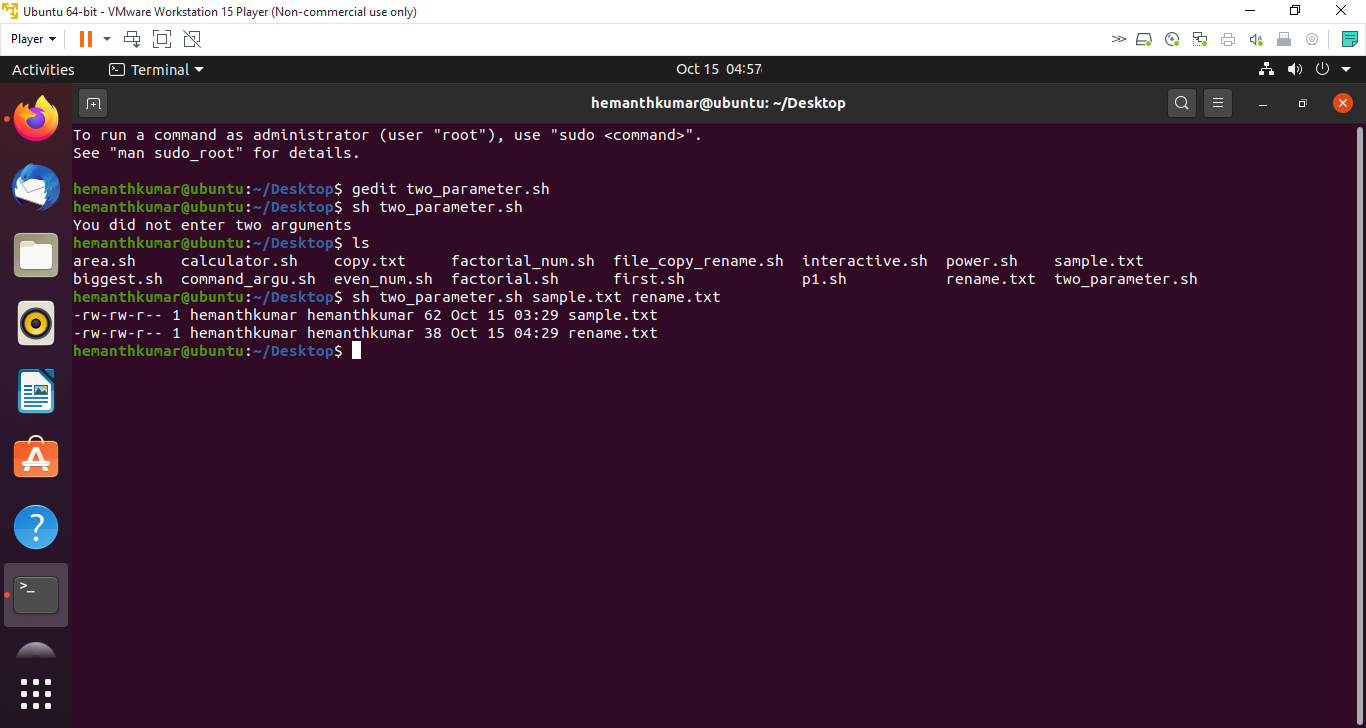 Ubuntu 64-bit - VMware Workstation 15 Player (Non-commercial use only)
Player
Activities Terminal Oct 15 04:57
hemanthkumar@ubuntu: ~/Desktop
To run a command as administrator (user "root"), use "sudo <command>".
See "man sudo_root" for details.
hemanthkumar@ubuntu:~/Desktop$ gedit two_parameter.sh
hemanthkumar@ubuntu:~/Desktop$ sh two_parameter.sh
You did not enter two arguments
hemanthkumar@ubuntu:~/Desktop$ ls
area.sh calculator.sh copy.txt factorial_num.sh file_copy_rename.sh interactive.sh power.sh sample.txt
biggest.sh command_argu.sh even_num.sh factorial.sh first.sh p1.sh rename.txt two_parameter.sh
hemanthkumar@ubuntu:~/Desktop$ sh two_parameter.sh sample.txt rename.txt
-rw-rw-r-- 1 hemanthkumar hemanthkumar 62 Oct 15 03:29 sample.txt
-rw-rw-r-- 1 hemanthkumar hemanthkumar 38 Oct 15 04:29 rename.txt
hemanthkumar@ubuntu:~/Desktop$